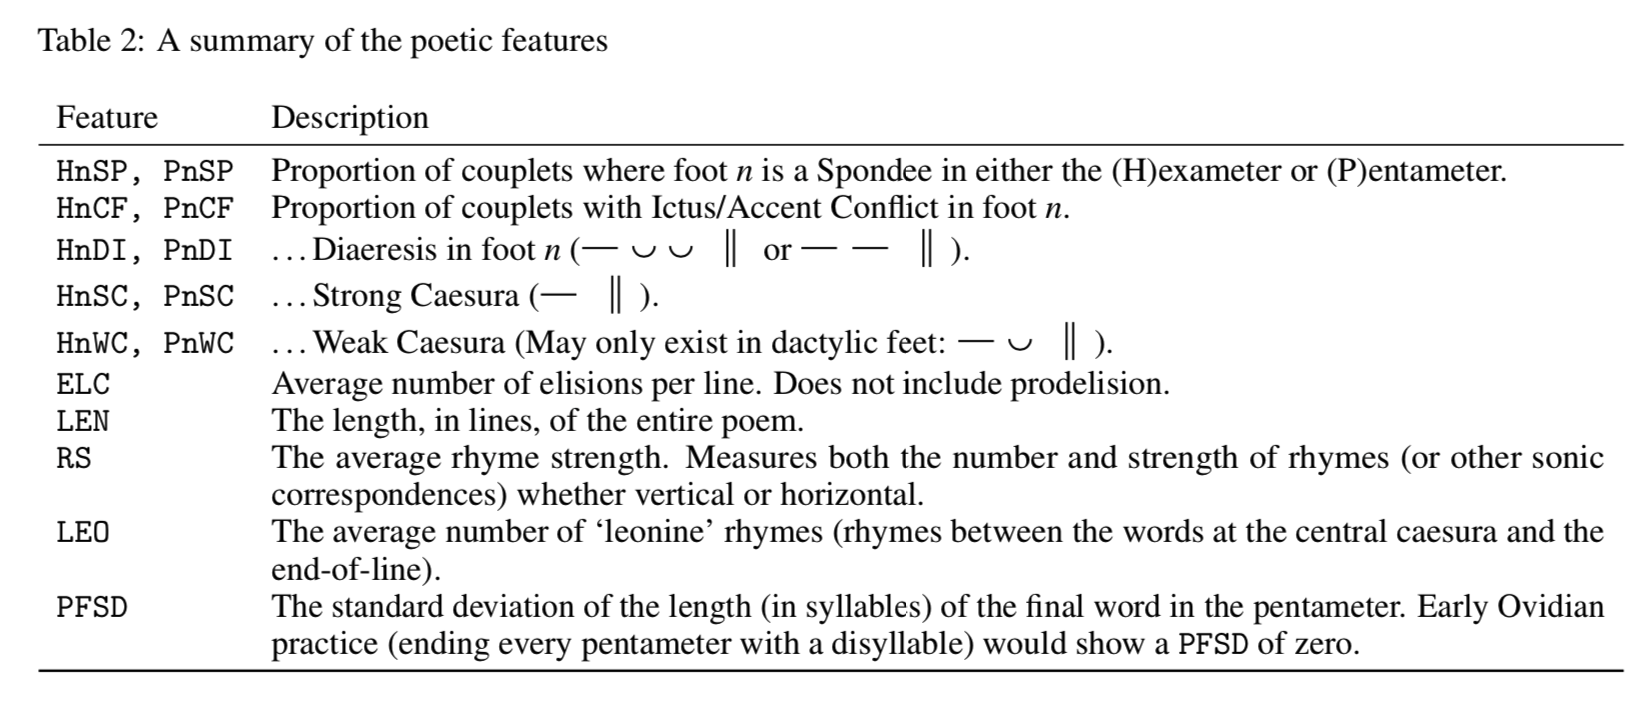 Table 2: A summary of the poetic features
Feature Description
HnSP, PnSP Proportion of couplets where foot n is a Spondee in either the (H)exameter or (P)entameter.
HnCF, PnCF Proportion of couplets with Ictus/Accent Conflict in foot n.
HnDI, PnDI ...Diaeresis in foot n (— ◡ ◡ ‖ or — — ‖ ).
HnSC, PnSC ...Strong Caesura (— ‖ ).
HnWC, PnWC ...Weak Caesura (May only exist in dactylic feet: — ◡ ‖ ).
ELC Average number of elisions per line. Does not include prodelision.
LEN The length, in lines, of the entire poem.
RS The average rhyme strength. Measures both the number and strength of rhymes (or other sonic
correspondences) whether vertical or horizontal.
LEO The average number of ‘leonine’ rhymes (rhymes between the words at the central caesura and the
end-of-line).
PFSD The standard deviation of the length (in syllables) of the final word in the pentameter. Early Ovidian
practice (ending every pentameter with a disyllable) would show a PFSD of zero.